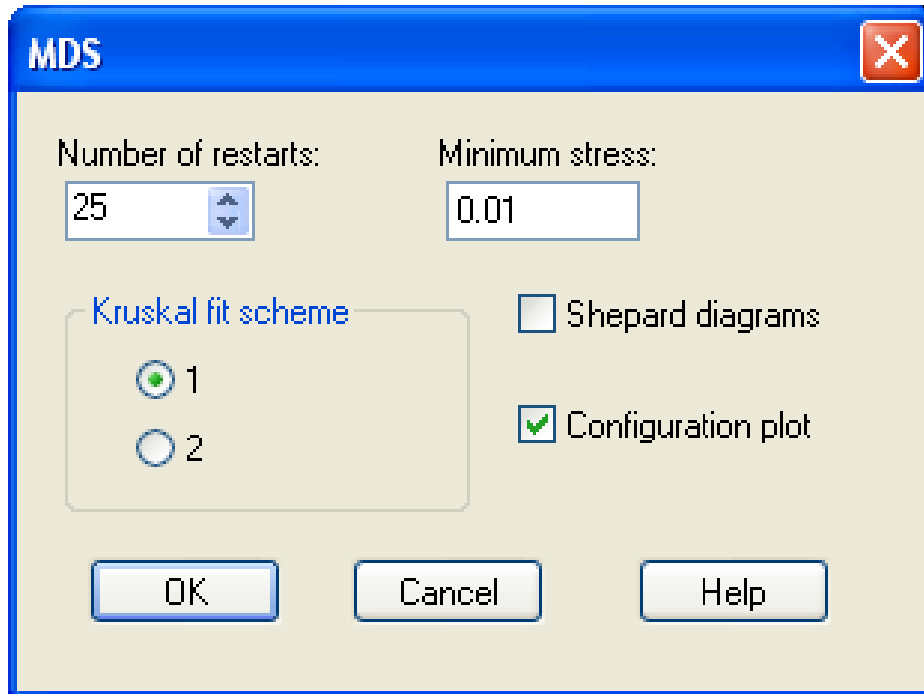 MDS
Number of restarts:
Minimum stress:
25
0.01
Kruskal fit scheme
Shepard diagrams
1
Configuration plot
2
OK
Cancel
Help